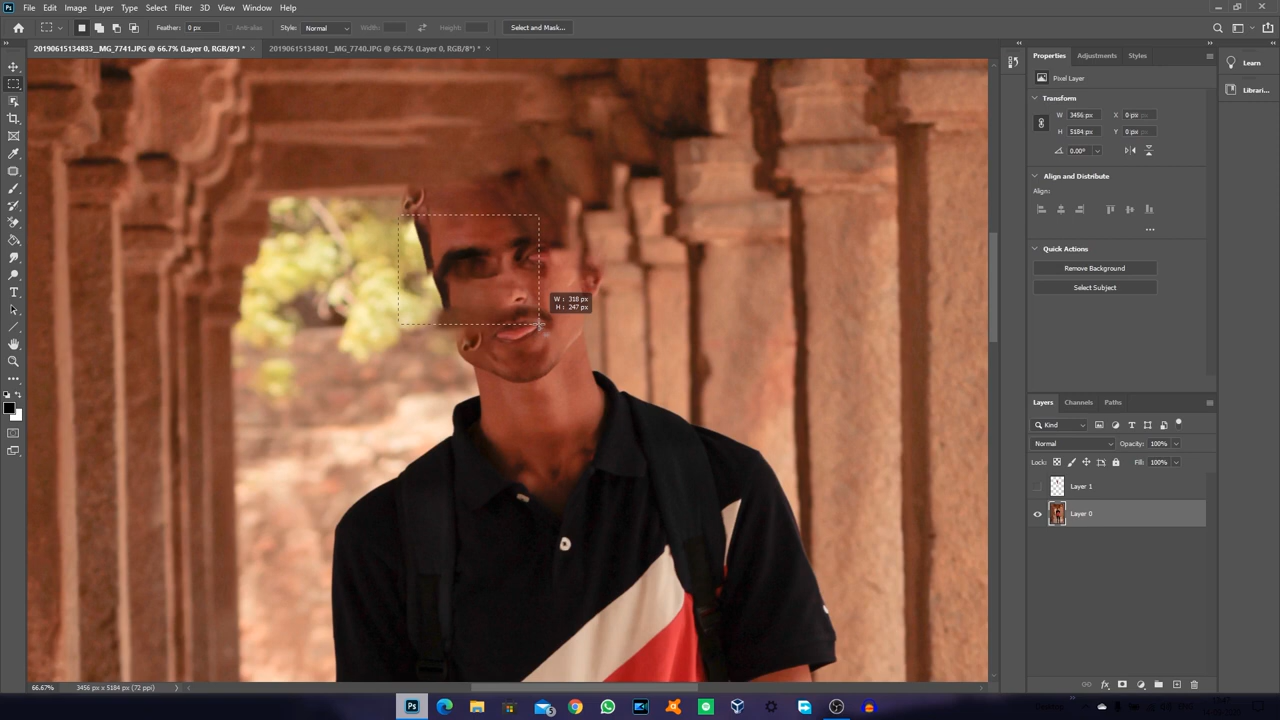 Ps File Edit Image Layer Type Select Filter 3D View Window Help
Feather: 0 px Anti-alias Style: Normal Width: Height: Select and Mask...
20190615134833__MG_7741.JPG @ 66.7% (Layer 0, RGB/8*) * × 20190615134801__MG_7740.JPG @ 66.7% (Layer 0, RGB/8*) * ×
Properties Adjustments Styles
Learn
Pixel Layer
Librari...
Transform
W 3456 px X 0 px
H 5184 px Y 0 px
0.00°
Align and Distribute
Align:
Quick Actions
Remove Background
Select Subject
W : 318 px
H : 247 px
Layers Channels Paths
Kind
Normal Opacity: 100%
Lock: Fill: 100%
Layer 1
Layer 0
66.67% 3456 px x 5184 px (72 ppi)
Ps